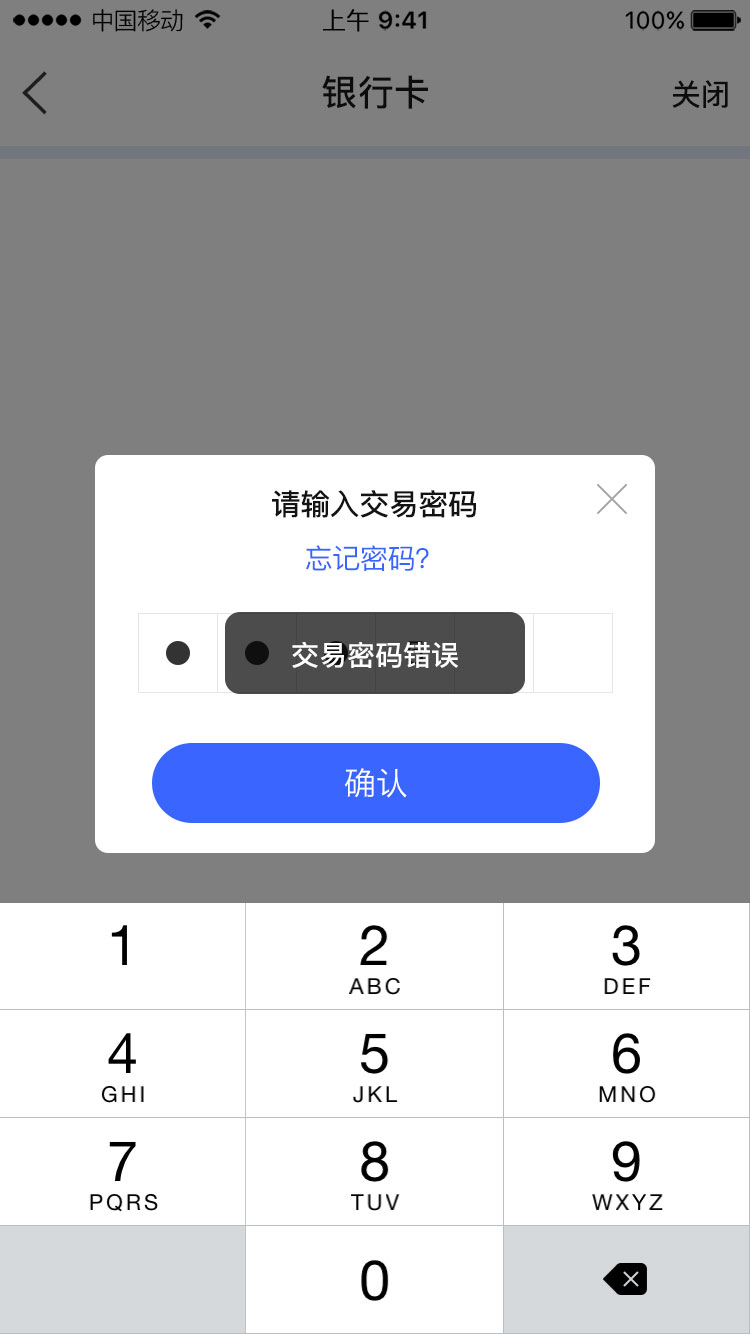 中国移动 上午 9:41 100%
银行卡 关闭
请输入交易密码
忘记密码?
交易密码错误
确认
1 2 3
ABC DEF
4 5 6
GHI JKL MNO
7 8 9
PQRS TUV WXYZ
0